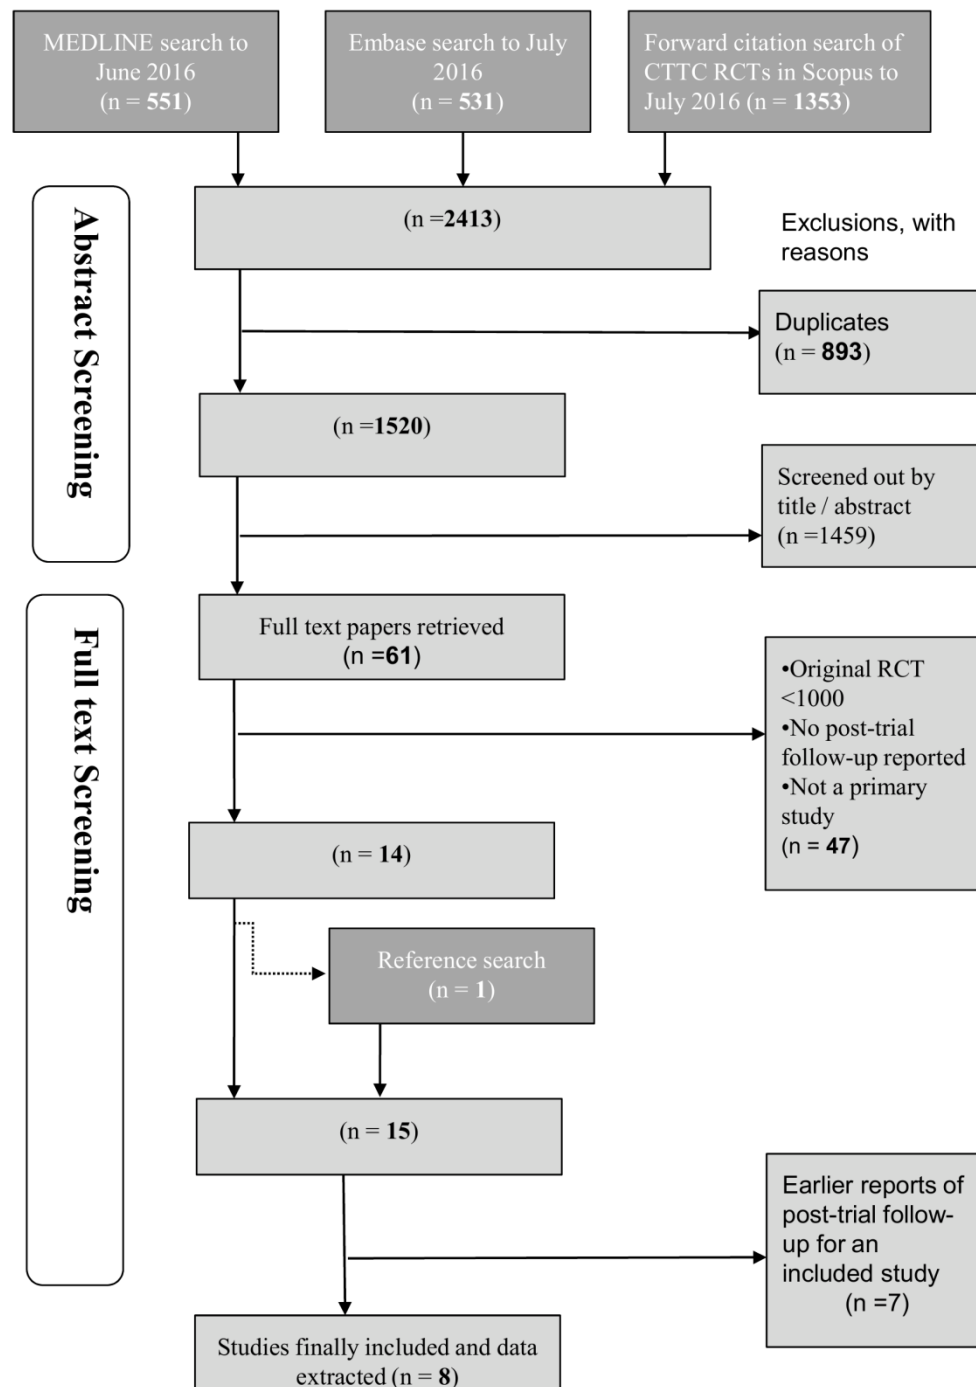 MEDLINE search to
June 2016
(n = 551)
Embase search to July
2016
(n = 531)
Forward citation search of
CTTC RCTs in Scopus to
July 2016 (n = 1353)
Abstract Screening
(n =2413)
Exclusions, with
reasons
Duplicates
(n = 893)
(n =1520)
Screened out by
title / abstract
(n =1459)
Full text Screening
Full text papers retrieved
(n =61)
•Original RCT
<1000
•No post-trial
follow-up reported
•Not a primary
study
(n = 47)
(n = 14)
Reference search
(n = 1)
(n = 15)
Earlier reports of
post-trial follow-
up for an
included study
(n =7)
Studies finally included and data
extracted (n = 8)